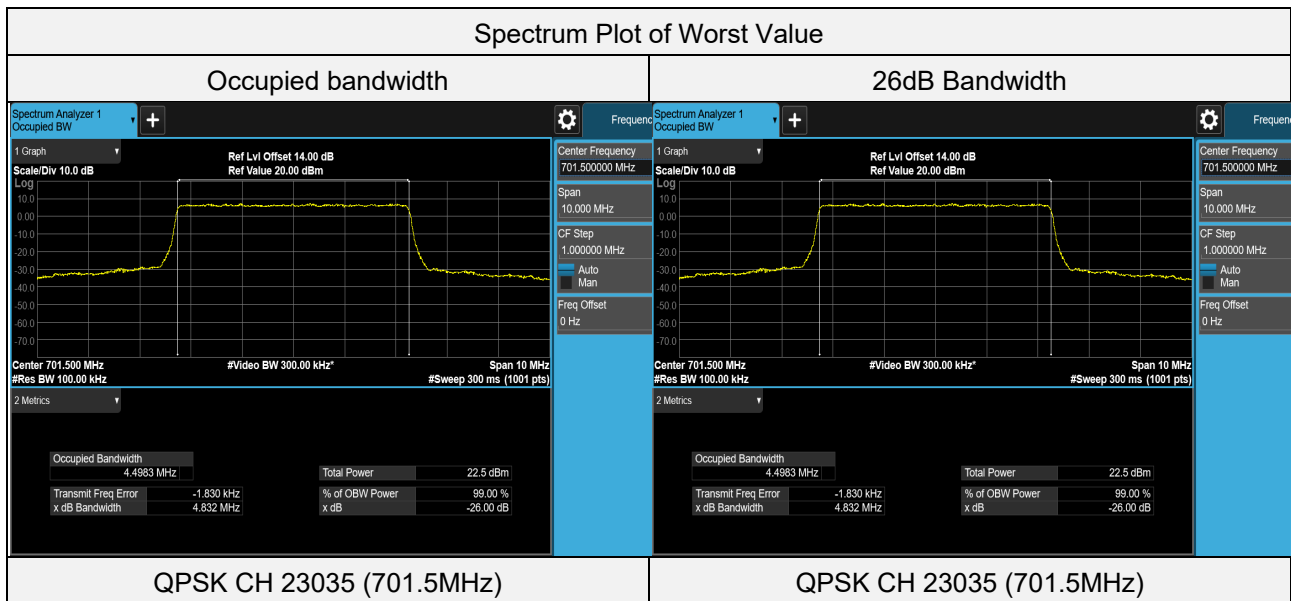 Spectrum Plot of Worst Value
Occupied bandwidth
26dB Bandwidth
Spectrum Analyzer 1
Occupied BW
+
Frequenc
1 Graph
Ref Lvl Offset 14.00 dB
Scale/Div 10.0 dB
Ref Value 20.00 dBm
Log
10.0
0.00
-10.0
-20.0
-30.0
-40.0
-50.0
-60.0
-70.0
Center 701.500 MHz
#Video BW 300.00 kHz*
Span 10 MHz
#Res BW 100.00 kHz
#Sweep 300 ms (1001 pts)
Center Frequency
701.500000 MHz
Span
10.000 MHz
CF Step
1.000000 MHz
Auto
Man
Freq Offset
0 Hz
2 Metrics
Occupied Bandwidth
4.4983 MHz
Total Power 22.5 dBm
Transmit Freq Error -1.830 kHz
% of OBW Power 99.00 %
x dB Bandwidth 4.832 MHz
x dB -26.00 dB
Spectrum Analyzer 1
Occupied BW
+
Frequen
1 Graph
Ref Lvl Offset 14.00 dB
Scale/Div 10.0 dB
Ref Value 20.00 dBm
Log
10.0
0.00
-10.0
-20.0
-30.0
-40.0
-50.0
-60.0
-70.0
Center 701.500 MHz
#Video BW 300.00 kHz*
Span 10 MHz
#Res BW 100.00 kHz
#Sweep 300 ms (1001 pts)
Center Frequency
701.500000 MHz
Span
10.000 MHz
CF Step
1.000000 MHz
Auto
Man
Freq Offset
0 Hz
2 Metrics
Occupied Bandwidth
4.4983 MHz
Total Power 22.5 dBm
Transmit Freq Error -1.830 kHz
% of OBW Power 99.00 %
x dB Bandwidth 4.832 MHz
x dB -26.00 dB
QPSK CH 23035 (701.5MHz)
QPSK CH 23035 (701.5MHz)